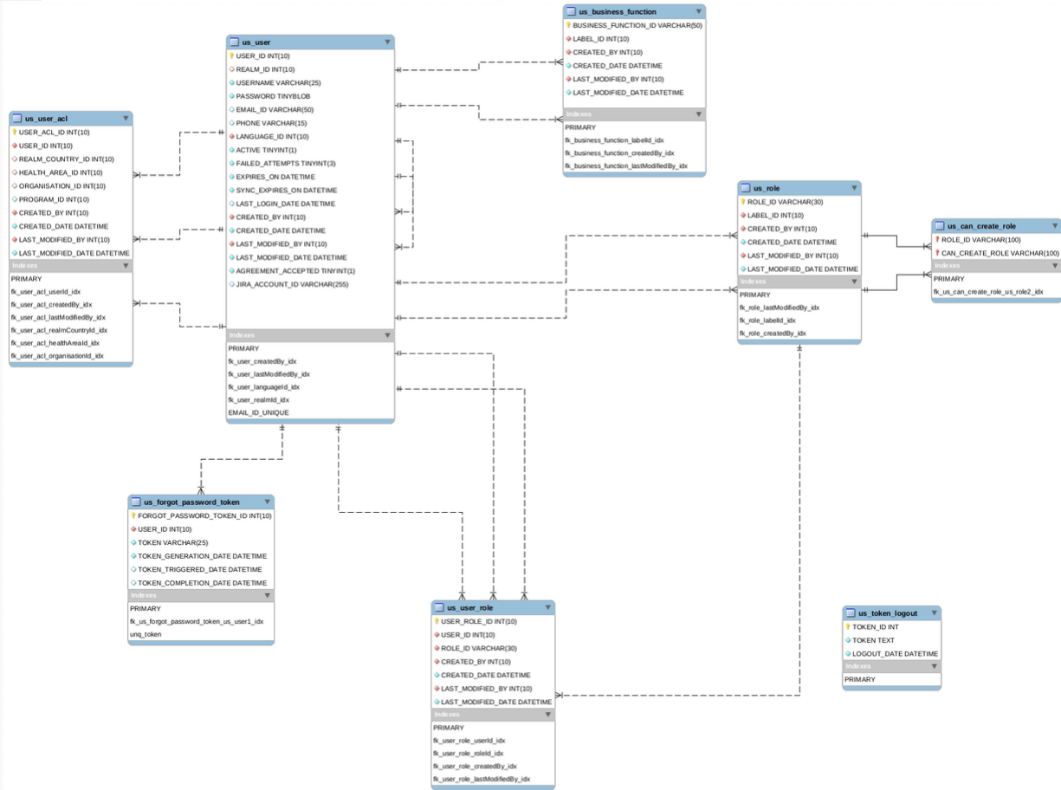 us_business_function
BUSINESS_FUNCTION_ID VARCHAR(50)
LABEL_ID INT(10)
CREATED_BY INT(10)
CREATED_DATE DATETIME
LAST_MODIFIED_BY INT(10)
LAST_MODIFIED_DATE DATETIME
Indexes
PRIMARY
fk_business_function_labelId_idx
fk_business_function_createdBy_idx
fk_business_function_lastModifiedBy_idx
us_user
USER_ID INT(10)
REALM_ID INT(10)
USERNAME VARCHAR(25)
PASSWORD TINYBLOB
EMAIL_ID VARCHAR(50)
PHONE VARCHAR(15)
LANGUAGE_ID INT(10)
ACTIVE TINYINT(1)
FAILED_ATTEMPTS TINYINT(3)
EXPIRES_ON DATETIME
SYNC_EXPIRES_ON DATETIME
LAST_LOGIN_DATE DATETIME
CREATED_BY INT(10)
CREATED_DATE DATETIME
LAST_MODIFIED_BY INT(10)
LAST_MODIFIED_DATE DATETIME
AGREEMENT_ACCEPTED TINYINT(1)
JIRA_ACCOUNT_ID VARCHAR(255)
Indexes
PRIMARY
fk_user_createdBy_idx
fk_user_lastModifiedBy_idx
fk_user_languageId_idx
fk_user_realmId_idx
EMAIL_ID_UNIQUE
us_user_acl
USER_ACL_ID INT(10)
USER_ID INT(10)
REALM_COUNTRY_ID INT(10)
HEALTH_AREA_ID INT(10)
ORGANISATION_ID INT(10)
PROGRAM_ID INT(10)
CREATED_BY INT(10)
CREATED_DATE DATETIME
LAST_MODIFIED_BY INT(10)
LAST_MODIFIED_DATE DATETIME
Indexes
PRIMARY
fk_user_acl_userId_idx
fk_user_acl_createdBy_idx
fk_user_acl_lastModifiedBy_idx
fk_user_acl_realmCountryId_idx
fk_user_acl_healthAreaId_idx
fk_user_acl_organisationId_idx
us_role
ROLE_ID VARCHAR(30)
LABEL_ID INT(10)
CREATED_BY INT(10)
CREATED_DATE DATETIME
LAST_MODIFIED_BY INT(10)
LAST_MODIFIED_DATE DATETIME
Indexes
PRIMARY
fk_role_lastModifiedBy_idx
fk_role_labelId_idx
fk_role_createdBy_idx
us_can_create_role
ROLE_ID VARCHAR(100)
CAN_CREATE_ROLE VARCHAR(100)
Indexes
PRIMARY
fk_us_can_create_role_us_role2_idx
us_forgot_password_token
FORGOT_PASSWORD_TOKEN_ID INT(10)
USER_ID INT(10)
TOKEN VARCHAR(25)
TOKEN_GENERATION_DATE DATETIME
TOKEN_TRIGGERED_DATE DATETIME
TOKEN_COMPLETION_DATE DATETIME
Indexes
PRIMARY
fk_us_forgot_password_token_us_user1_idx
unq_token
us_user_role
USER_ROLE_ID INT(10)
USER_ID INT(10)
ROLE_ID VARCHAR(30)
CREATED_BY INT(10)
CREATED_DATE DATETIME
LAST_MODIFIED_BY INT(10)
LAST_MODIFIED_DATE DATETIME
Indexes
PRIMARY
fk_user_role_userId_idx
fk_user_role_roleId_idx
fk_user_role_createdBy_idx
fk_user_role_lastModifiedBy_idx
us_token_logout
TOKEN_ID INT
TOKEN TEXT
LOGOUT_DATE DATETIME
Indexes
PRIMARY